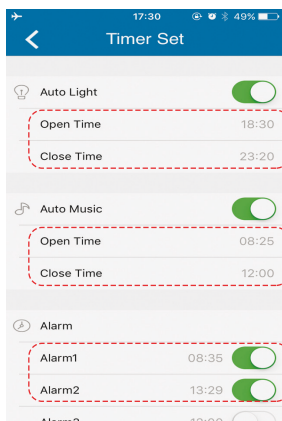 17:30 49%
Timer Set
Auto Light
Open Time 18:30
Close Time 23:20
Auto Music
Open Time 08:25
Close Time 12:00
Alarm
Alarm1 08:35
Alarm2 13:29